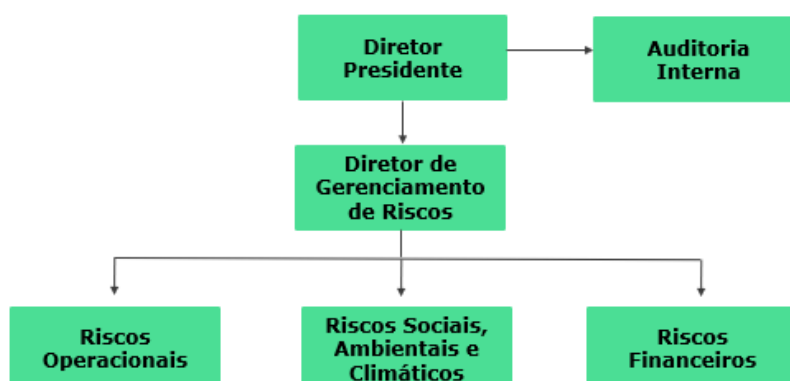 Diretor
Presidente
Auditoria
Interna
Diretor de
Gerenciamento
de Riscos
Riscos
Operacionais
Riscos Sociais,
Ambientais e
Climáticos
Riscos
Financeiros